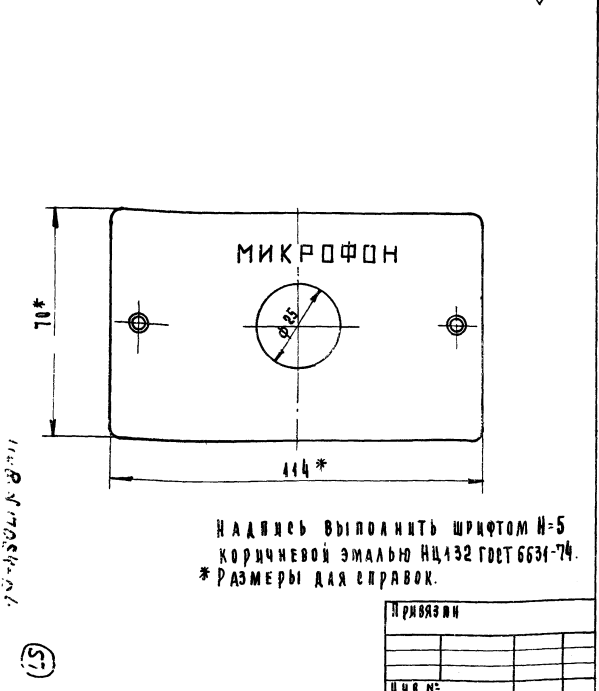 МИКРОФОН
70*
Ф25
114*
НАДПИСЬ ВЫПОЛНИТЬ ШРИФТОМ H=5
КОРИЧНЕВОЙ ЭМАЛЬЮ НЦ132 ГОСТ 6631-74.
* РАЗМЕРЫ ДЛЯ СПРАВОК.
ПРИВЯЗАН
ИНВ. №